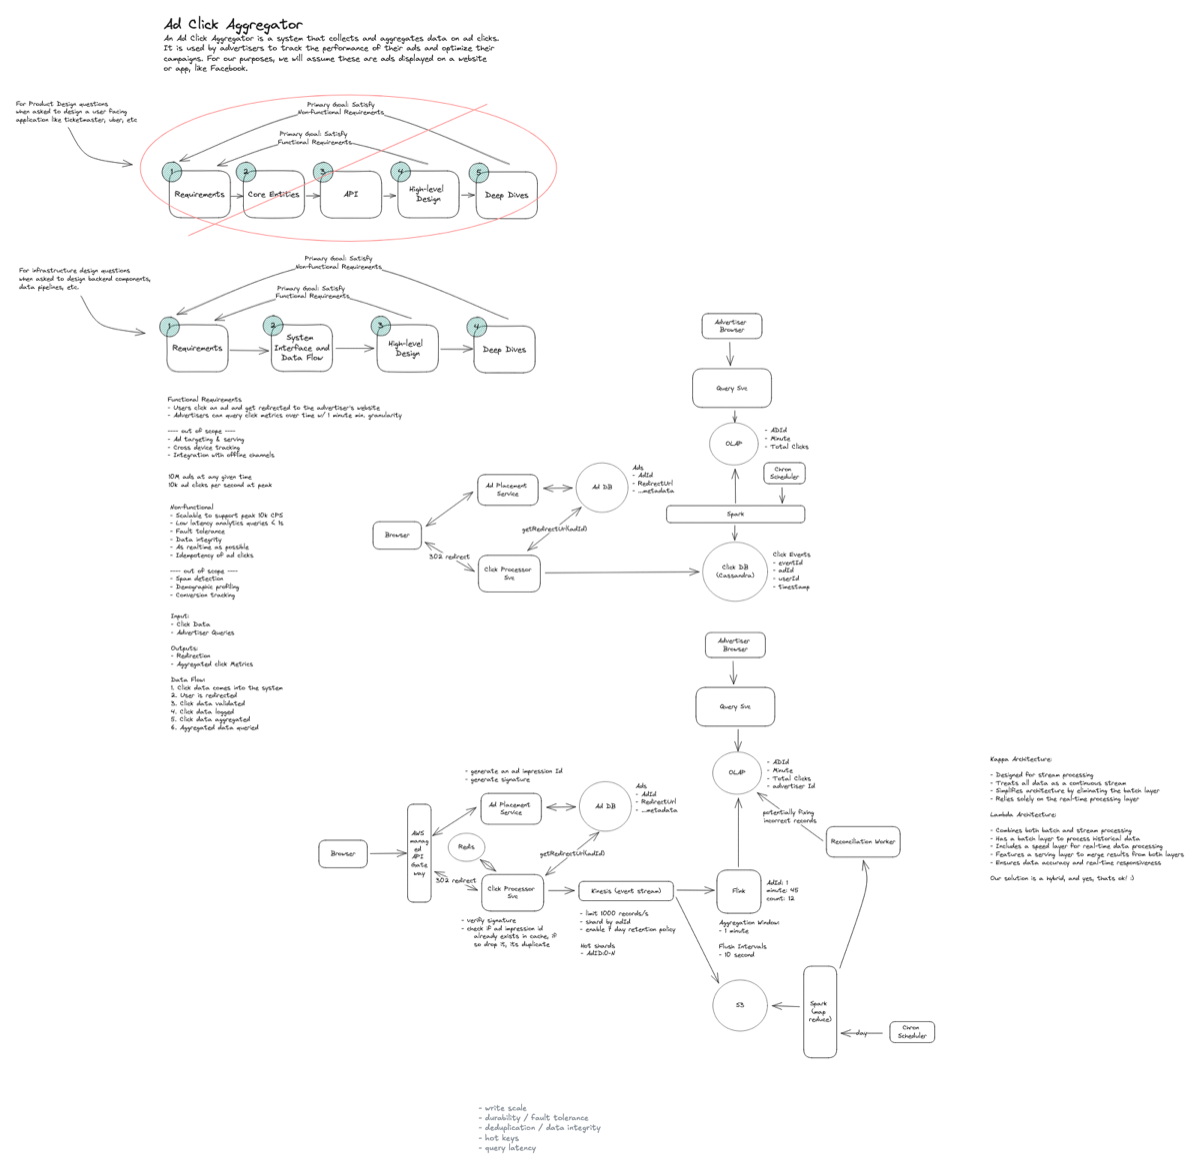 Ad Click Aggregator
An Ad Click Aggregator is a system that collects and aggregates data on ad clicks.
It is used by advertisers to track the performance of their ads and optimize their
campaigns. For our purposes, we will assume these are ads displayed on a website
or app, like Facebook.
For Product Design questions
when asked to design a user facing
application like ticketmaster, uber, etc
Primary Goal: Satisfy
Non-functional Requirements
Primary Goal: Satisfy
Functional Requirements
1
2
3
4
5
Requirements
Core Entities
API
High-level
Design
Deep Dives
For infrastructure design questions
when asked to design backend components,
data pipelines, etc.
Primary Goal: Satisfy
Non-functional Requirements
Primary Goal: Satisfy
Functional Requirements
1
2
3
4
Requirements
System
Interface and
Data Flow
High-level
Design
Deep Dives
Functional Requirements
- Users click an ad and get redirected to the advertiser's website
- Advertisers can query click metrics over time w/ 1 minute min. granularity
---- out of scope ----
- Ad targeting & serving
- Cross device tracking
- Integration with offline channels
10M ads at any given time
10k ad clicks per second at peak
Non-functional
- Scalable to support peak 10k CPS
- Low latency analytics queries < 1s
- Fault tolerance
- Data integrity
- As realtime as possible
- Idempotency of ad clicks
---- out of scope ----
- Spam detection
- Demographic profiling
- Conversion tracking
Input:
- Click Data
- Advertiser Queries
Outputs:
- Redirection
- Aggregated click Metrics
Data Flow:
1. Click data comes into the system
2. User is redirected
3. Click data validated
4. Click data logged
5. Click data aggregated
6. Aggregated data queried
Advertiser
Browser
Query Svc
OLAP
- ADId
- Minute
- Total Clicks
Chron
Scheduler
Spark
Browser
Ad Placement
Service
Ad DB
Ads
- AdId
- RedirectUrl
- ...metadata
getRedirectUrl(adId)
302 redirect
Click Processor
Svc
Click DB
(Cassandra)
Click Events
- eventId
- adId
- userId
- timestamp
Advertiser
Browser
Query Svc
OLAP
- ADId
- Minute
- Total Clicks
- advertiser Id
potentially fixing
incorrect records
Reconciliation Worker
- generate an ad impression Id
- generate signature
Browser
AWS
manag
ed
API
Gate
way
Ad Placement
Service
Ad DB
Ads
- AdId
- RedirectUrl
- ...metadata
Redis
getRedirectUrl(adId)
302 redirect
Click Processor
Svc
- verify signature
- check if ad impression id
already exists in cache, if
so drop it, its duplicate
Kinesis (event stream)
- limit 1000 records/s
- shard by adId
- enable 7 day retention policy
Hot shards
- AdID:0-N
Flink
AdId: 1
minute: 45
count: 12
Aggregation Window:
- 1 minute
Flush Intervals
- 10 second
S3
Spark
(map
reduce)
day
Chron
Scheduler
Kappa Architecture:
- Designed for stream processing
- Treats all data as a continuous stream
- Simplifies architecture by eliminating the batch layer
- Relies solely on the real-time processing layer
Lambda Architecture:
- Combines both batch and stream processing
- Has a batch layer to process historical data
- Includes a speed layer for real-time data processing
- Features a serving layer to merge results from both layers
- Ensures data accuracy and real-time responsiveness
Our solution is a hybrid, and yes, thats ok! :)
- write scale
- durability / fault tolerance
- deduplication / data integrity
- hot keys
- query latency